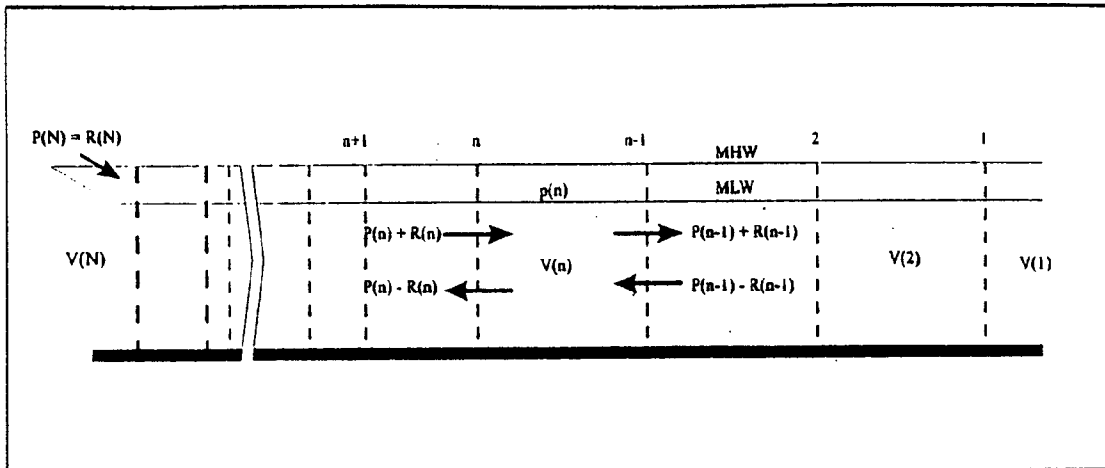 P(N) = R(N)
n+1 n n-1 2 1
MHW
p(n) MLW
P(n) + R(n) P(n-1) + R(n-1)
V(N) V(n) V(2) V(1)
P(n) - R(n) P(n-1) - R(n-1)